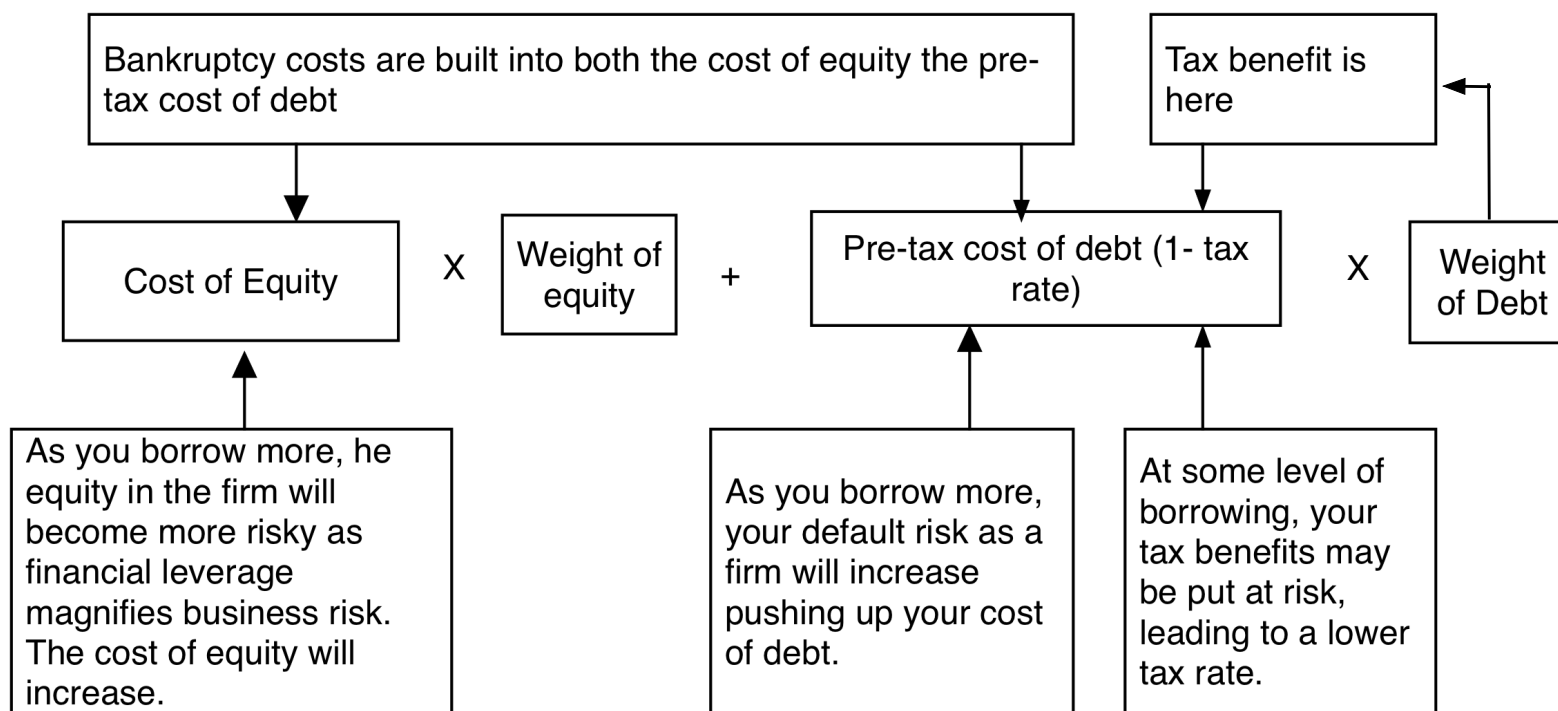 Bankruptcy costs are built into both the cost of equity the pre-
tax cost of debt
Tax benefit is
here
Cost of Equity
X
Weight of
equity
+
Pre-tax cost of debt (1- tax
rate)
X
Weight
of Debt
As you borrow more, he
equity in the firm will
become more risky as
financial leverage
magnifies business risk.
The cost of equity will
increase.
As you borrow more,
your default risk as a
firm will increase
pushing up your cost
of debt.
At some level of
borrowing, your
tax benefits may
be put at risk,
leading to a lower
tax rate.